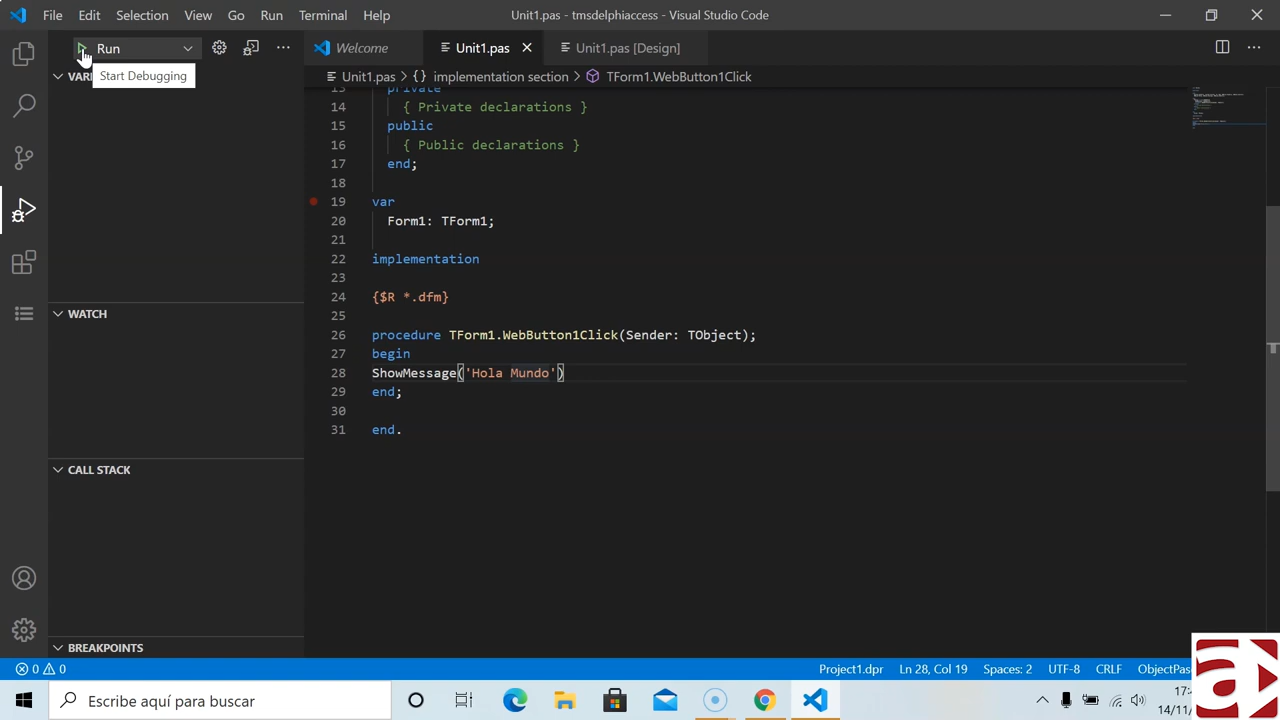 File Edit Selection View Go Run Terminal Help
Unit1.pas - tmsdelphiaccess - Visual Studio Code
Run
Welcome
Unit1.pas
Unit1.pas [Design]
Start Debugging
VARI
Unit1.pas > {} implementation section > TForm1.WebButton1Click
13 private
14 { Private declarations }
15 public
16 { Public declarations }
17 end;
18
19 var
20 Form1: TForm1;
21
22 implementation
23
24 {$R *.dfm}
25
26 procedure TForm1.WebButton1Click(Sender: TObject);
27 begin
28 ShowMessage('Hola Mundo')
29 end;
30
31 end.
WATCH
CALL STACK
BREAKPOINTS
0 0
Project1.dpr Ln 28, Col 19 Spaces: 2 UTF-8 CRLF ObjectPas
Escribe aquí para buscar
17:
14/11/